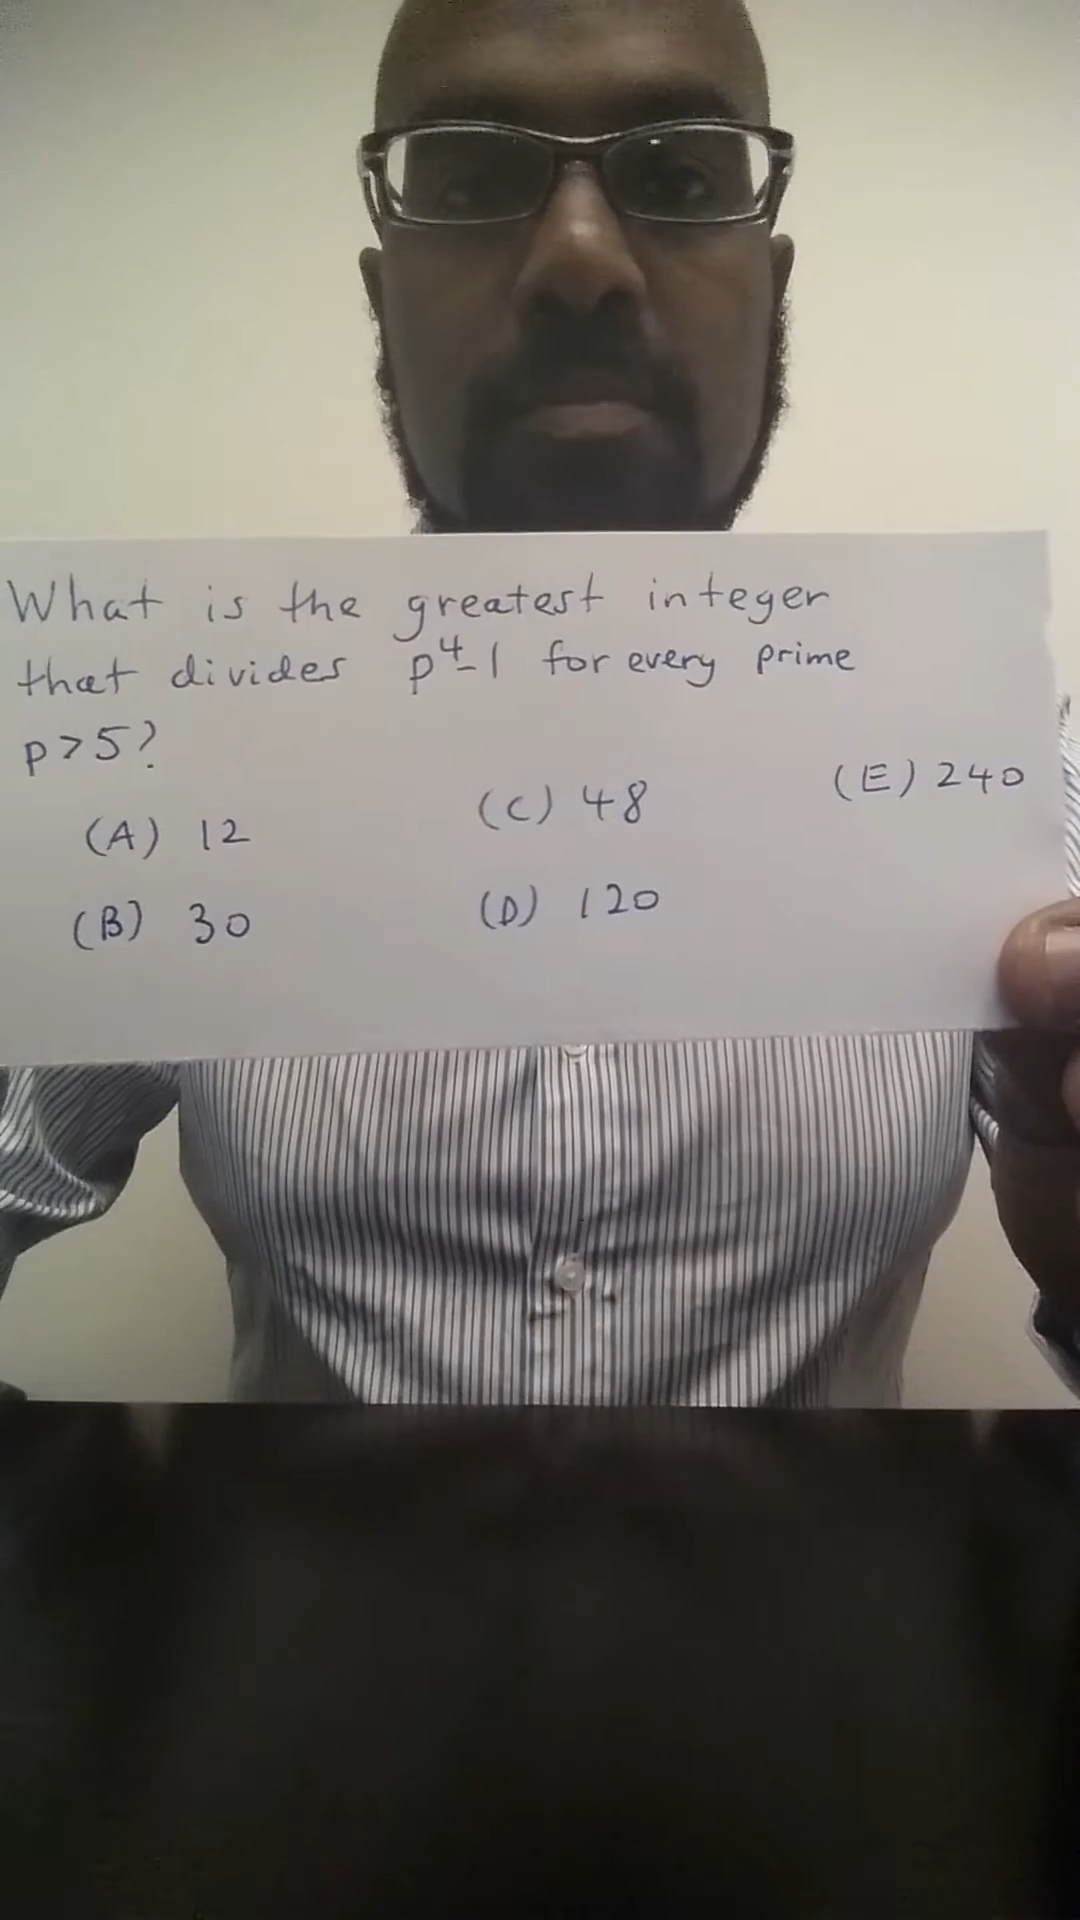 What is the greatest integer
that divides p⁴-1 for every prime
p>5?
(A) 12
(B) 30
(C) 48
(D) 120
(E) 240